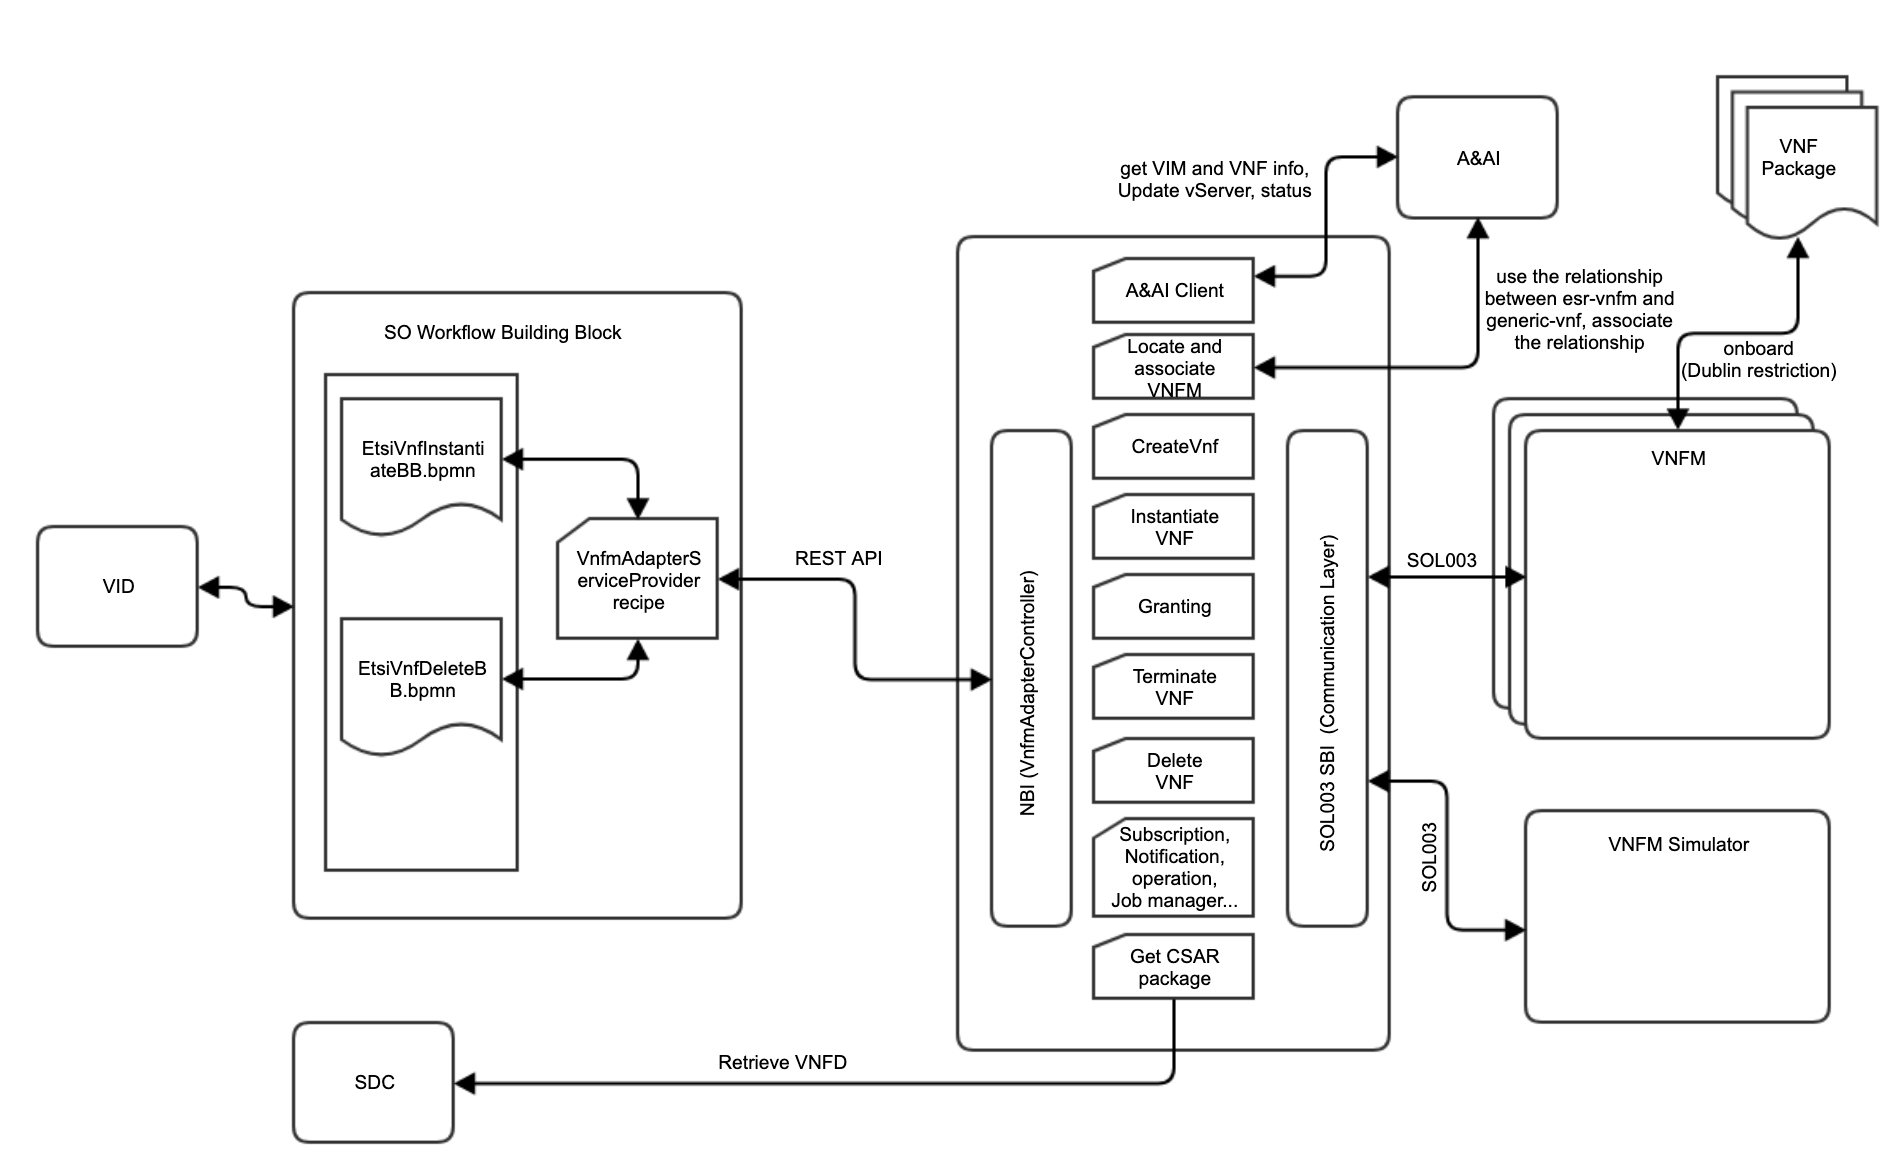 VID
SO Workflow Building Block
EtsiVnfInstanti
ateBB.bpmn
EtsiVnfDeleteB
B.bpmn
VnfmAdapterS
erviceProvider
recipe
REST API
NBI (VnfmAdapterController)
A&AI Client
Locate and
associate
VNFM
CreateVnf
Instantiate
VNF
Granting
Terminate
VNF
Delete
VNF
Subscription,
Notification,
operation,
Job manager...
Get CSAR
package
SOL003 SBI (Communication Layer)
get VIM and VNF info,
Update vServer, status
A&AI
use the relationship
between esr-vnfm and
generic-vnf, associate
the relationship
VNF
Package
onboard
(Dublin restriction)
VNFM
SOL003
SOL003
VNFM Simulator
Retrieve VNFD
SDC